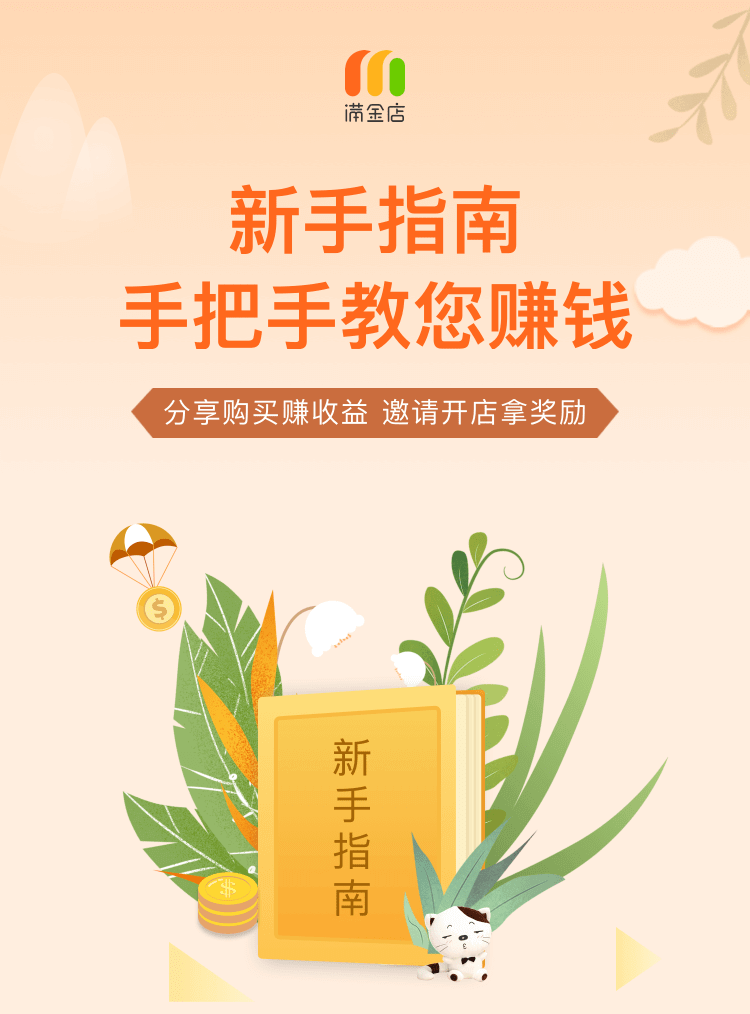 满金店
新手指南
手把手教您赚钱
分享购买赚收益 邀请开店拿奖励
新手指南